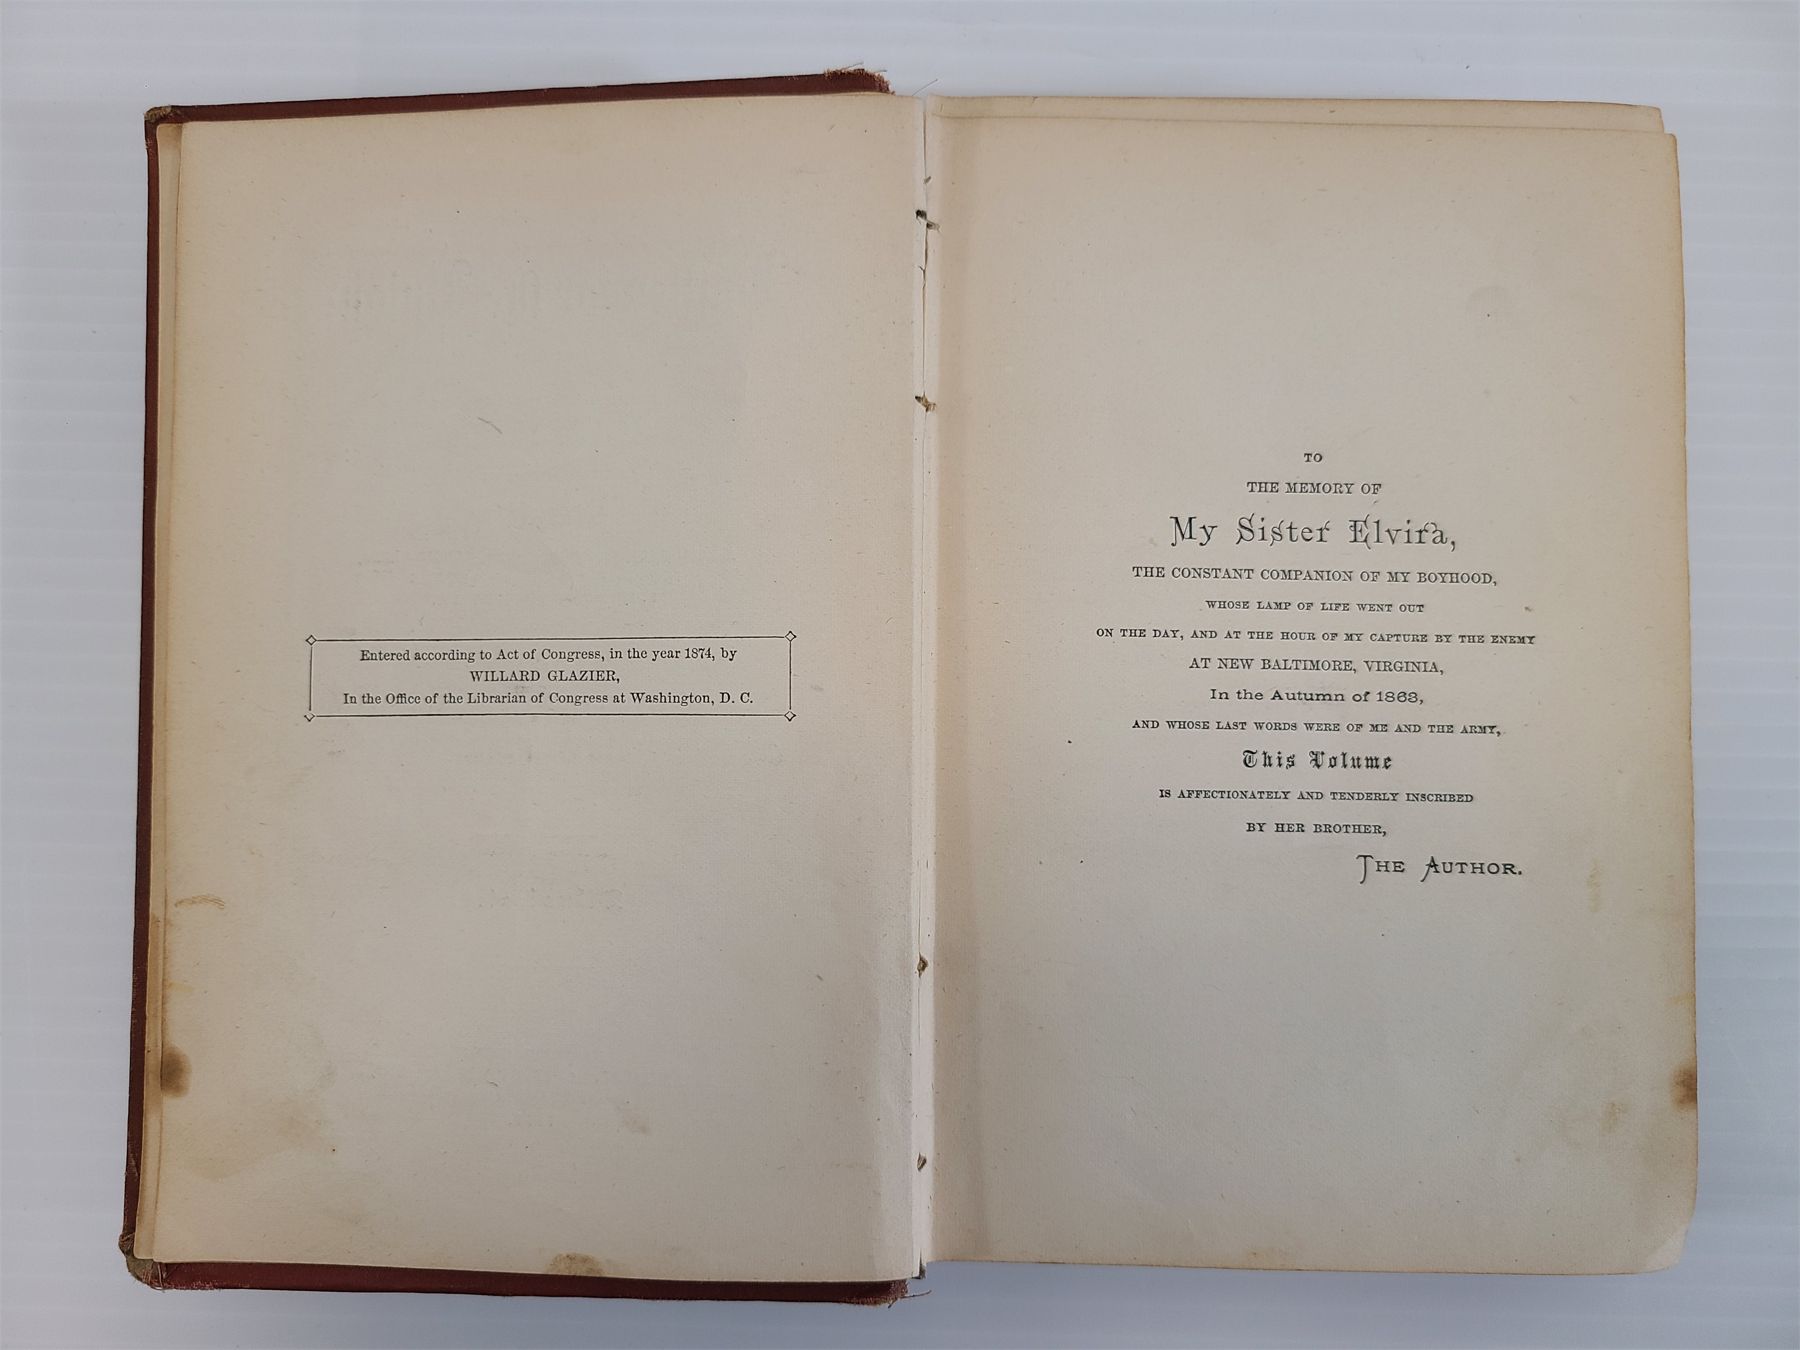 Entered according to Act of Congress, in the year 1874, by
WILLARD GLAZIER,
In the Office of the Librarian of Congress at Washington, D. C.
TO
THE MEMORY OF
My Sister Elvira,
THE CONSTANT COMPANION OF MY BOYHOOD,
WHOSE LAMP OF LIFE WENT OUT
ON THE DAY, AND AT THE HOUR OF MY CAPTURE BY THE ENEMY
AT NEW BALTIMORE, VIRGINIA,
In the Autumn of 1863,
AND WHOSE LAST WORDS WERE OF ME AND THE ARMY,
This Volume
IS AFFECTIONATELY AND TENDERLY INSCRIBED
BY HER BROTHER,
THE AUTHOR.